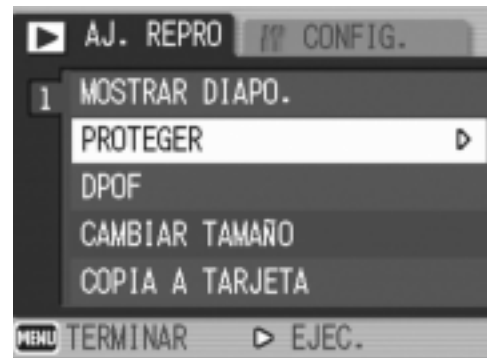 AJ. REPRO CONFIG.
1 MOSTRAR DIAPO.
PROTEGER
DPOF
CAMBIAR TAMAÑO
COPIA A TARJETA
MENU TERMINAR EJEC.